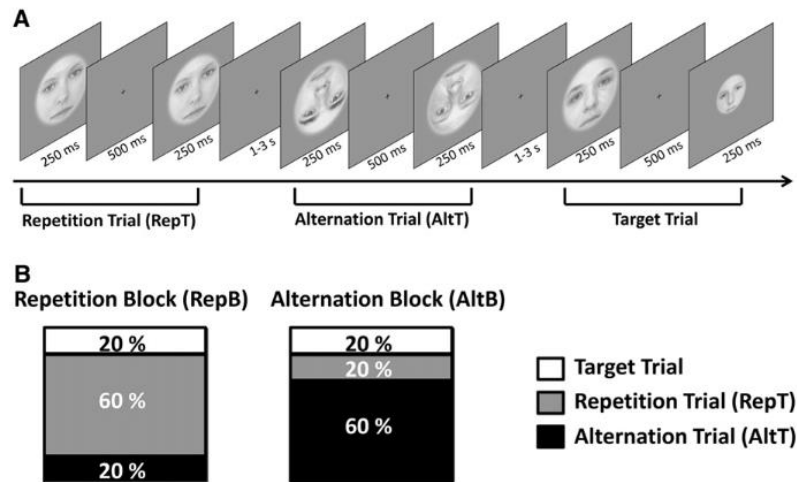 A
250 ms
500 ms
250 ms
1-3 s
250 ms
500 ms
250 ms
1-3 s
250 ms
500 ms
250 ms
Repetition Trial (RepT)
Alternation Trial (AltT)
Target Trial
B
Repetition Block (RepB)
Alternation Block (AltB)
20 %
60 %
20 %
20 %
20 %
60 %
Target Trial
Repetition Trial (RepT)
Alternation Trial (AltT)